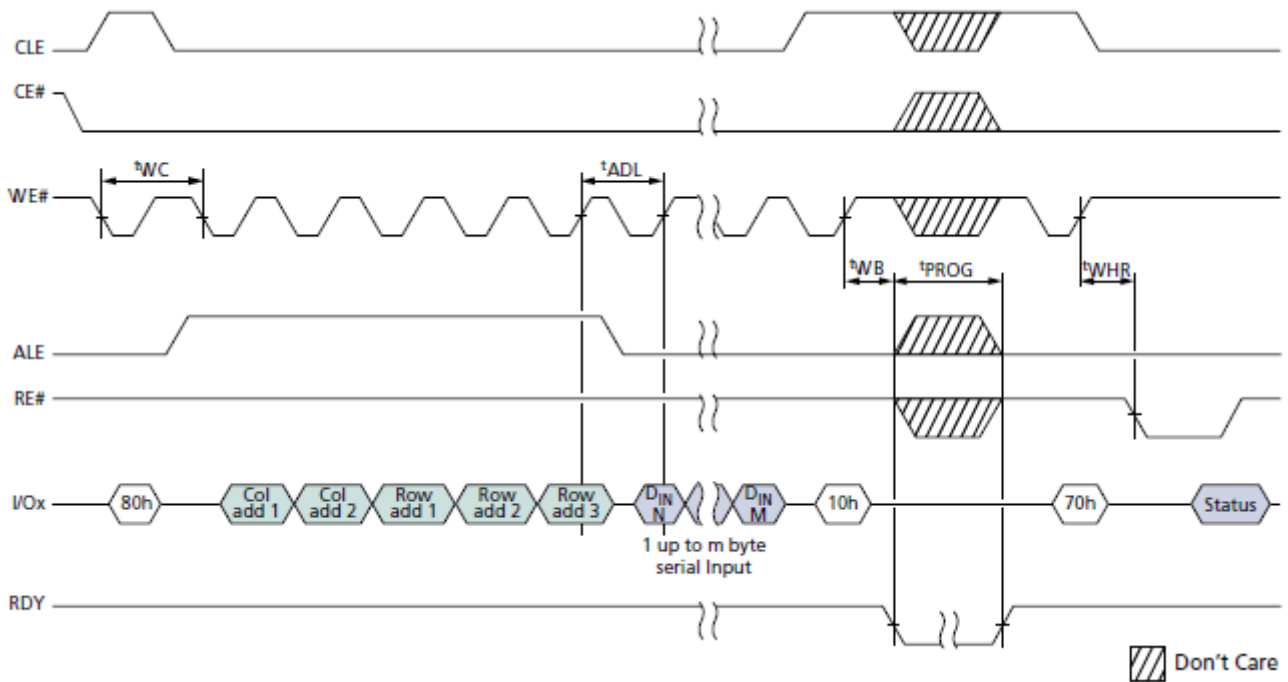 CLE
CE#
tWC
tADL
WE#
tWB
tPROG
tWHR
ALE
RE#
I/Ox
80h
Col
add 1
Col
add 2
Row
add 1
Row
add 2
Row
add 3
DIN
N
DIN
M
10h
70h
Status
1 up to m byte
serial Input
RDY
Don't Care